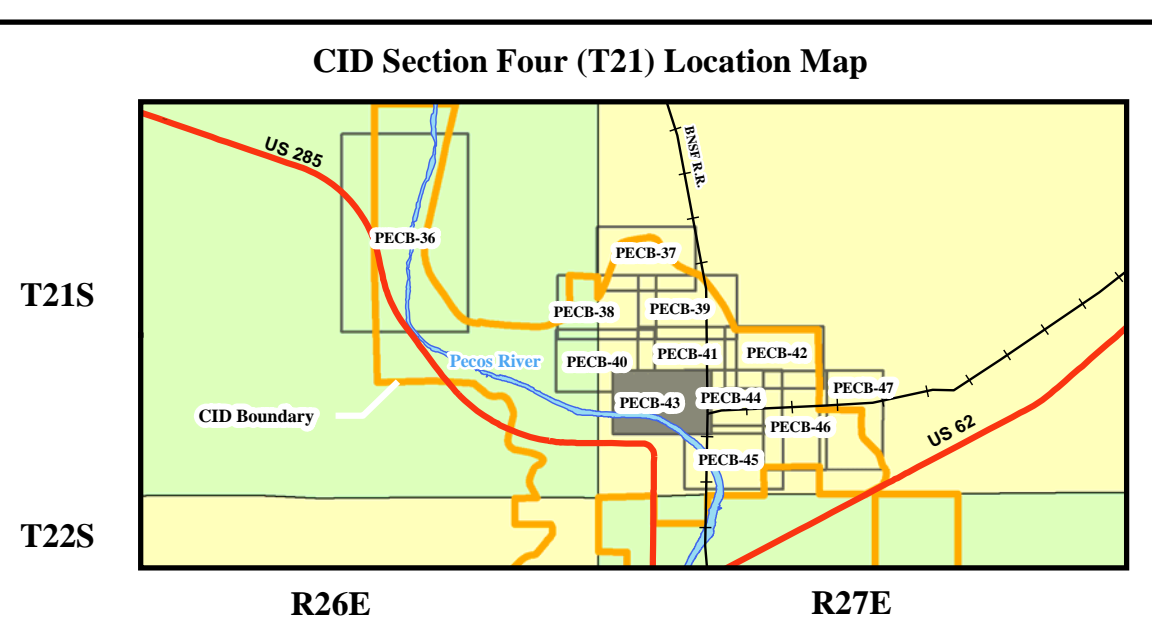 CID Section Four (T21) Location Map
US 285
BNSF R.R.
PECB-36
PECB-37
T21S
PECB-38
PECB-39
Pecos River
PECB-40
PECB-41
PECB-42
CID Boundary
PECB-43
PECB-44
PECB-47
PECB-46
US 62
PECB-45
T22S
R26E
R27E